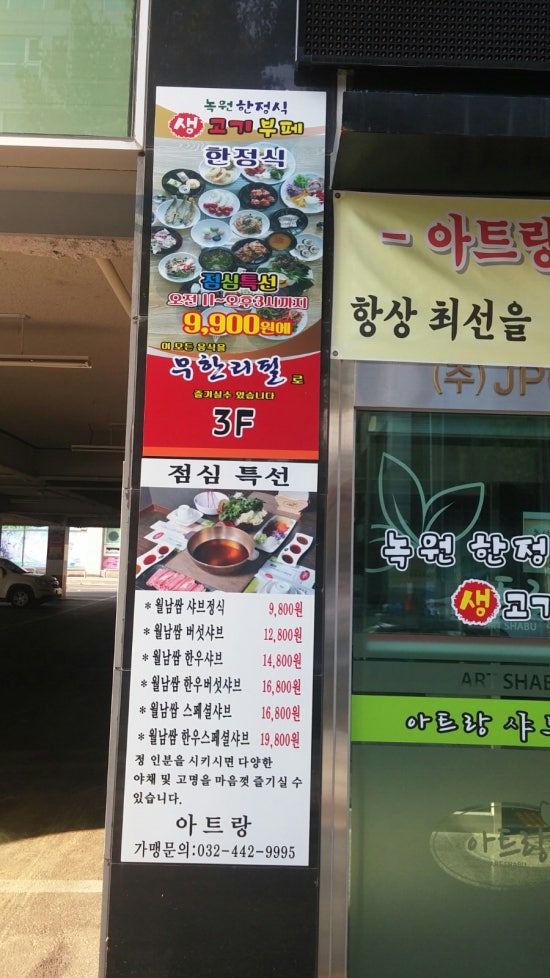 녹원 한정식
생고기 부페
한정식
점심특선
오전 11~오후3시까지
9,900원에
이 모든 음식을
무한리필로
즐기실수 있습니다
3F
점심 특선
*월남쌈 샤브정식 9,800원
*월남쌈 버섯샤브 12,800원
*월남쌈 한우샤브 14,800원
*월남쌈 한우버섯샤브 16,800원
*월남쌈 스페셜샤브 16,800원
*월남쌈 한우스페셜샤브 19,800원
정 인분을 시키시면 다양한
야채 및 고명을 마음껏 즐기실 수
있습니다.
아트랑
가맹문의:032-442-9995
- 아트랑
항상 최선을
(주) JP
녹원 한정
생고기
SHABU
ART SHAB
아트랑 샤브
아트랑
ART SHABU